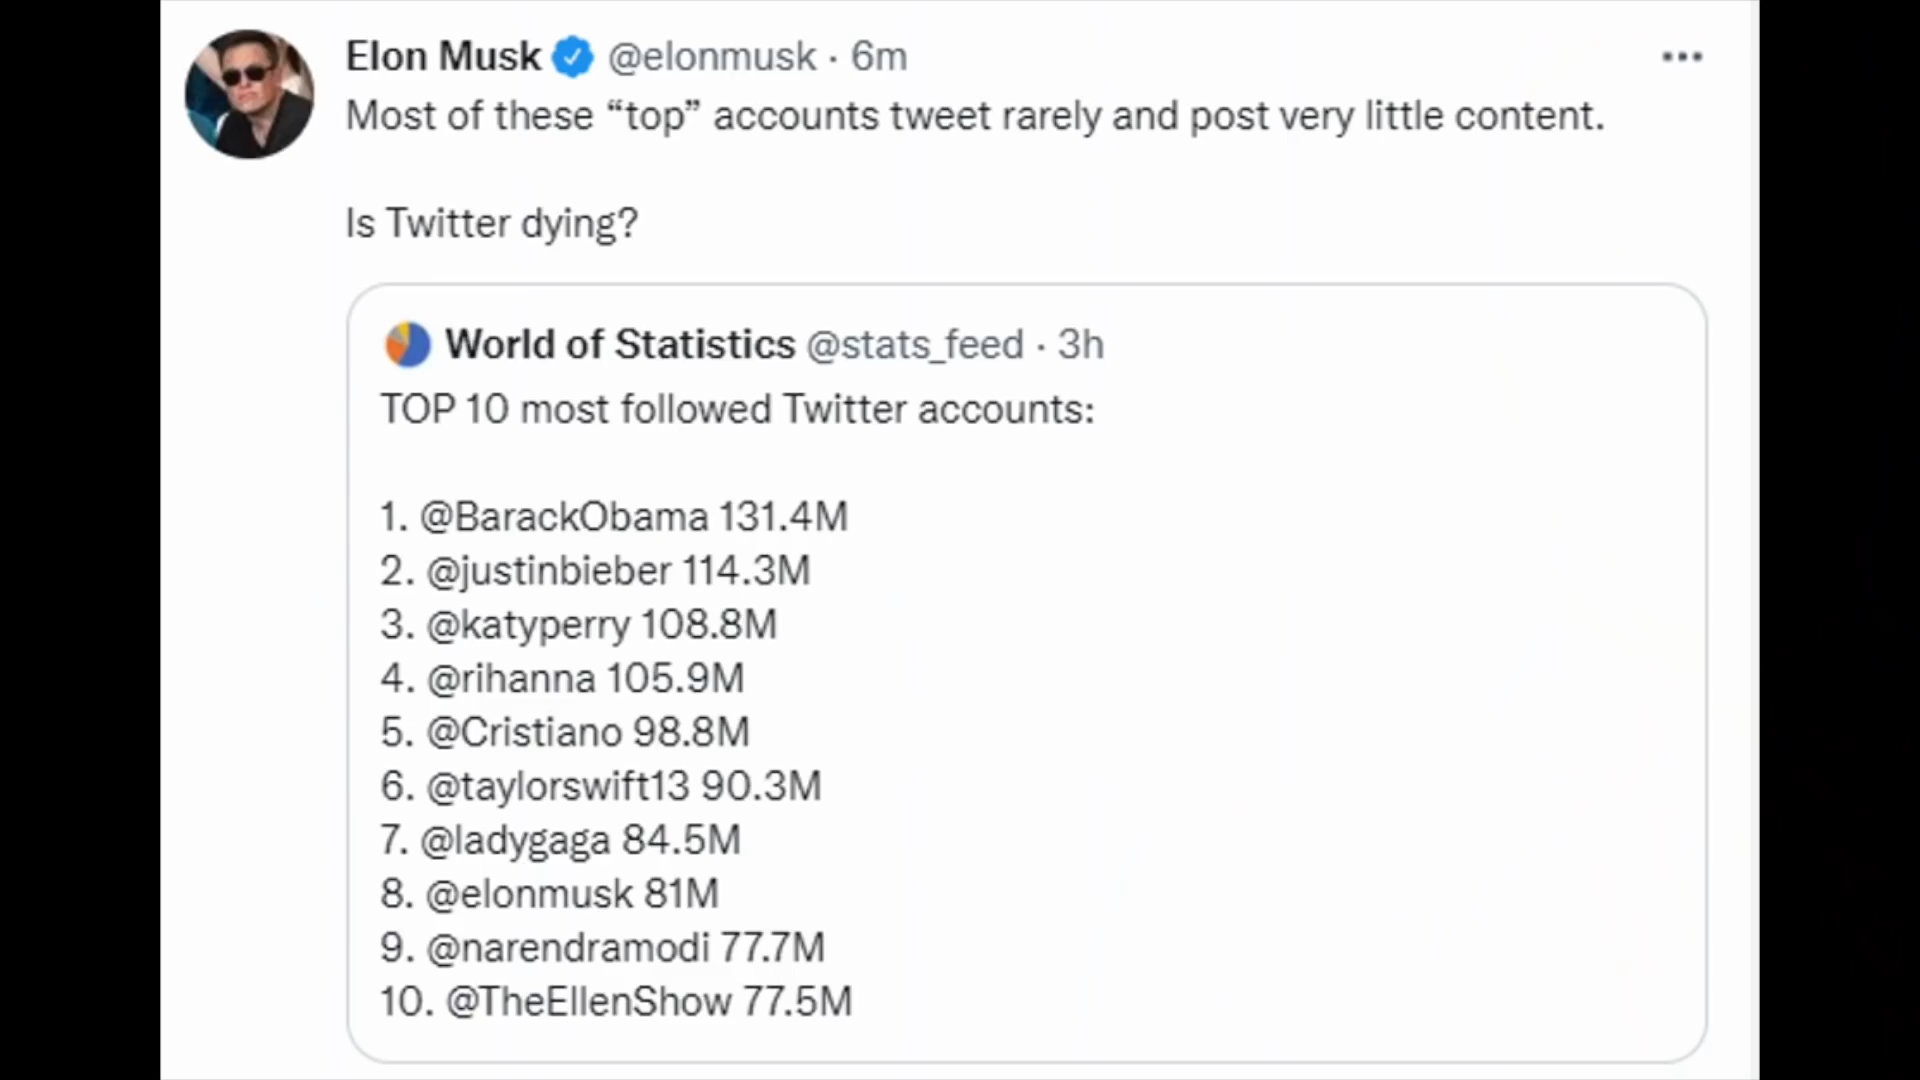 Elon Musk @elonmusk · 6m
Most of these “top” accounts tweet rarely and post very little content.
Is Twitter dying?
World of Statistics @stats_feed · 3h
TOP 10 most followed Twitter accounts:
1. @BarackObama 131.4M
2. @justinbieber 114.3M
3. @katyperry 108.8M
4. @rihanna 105.9M
5. @Cristiano 98.8M
6. @taylorswift13 90.3M
7. @ladygaga 84.5M
8. @elonmusk 81M
9. @narendramodi 77.7M
10. @TheEllenShow 77.5M